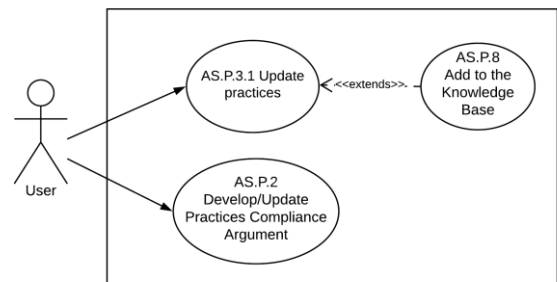 AS.P.3.1 Update
practices
<<extends>>
AS.P.8
Add to the
Knowledge
Base
User
AS.P.2
Develop/Update
Practices Compliance
Argument